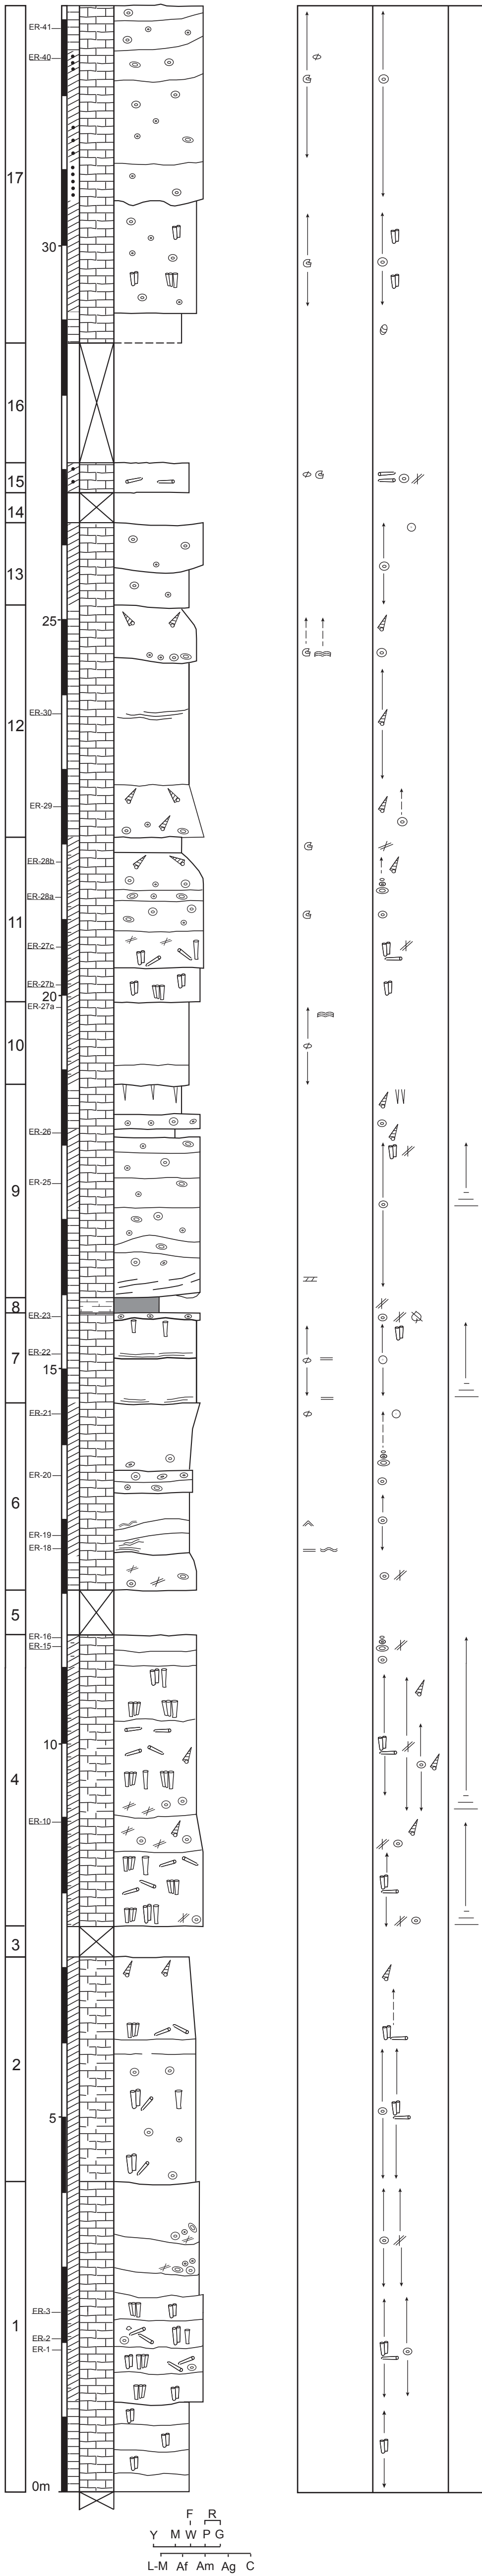 ER-41
ER-40
17
30
16
15
14
13
25
12
ER-30
ER-29
ER-28b
11
ER-28a
ER-27c
ER-27b
20
ER-27a
10
ER-26
9
ER-25
8
ER-23
7
ER-22
15
ER-21
6
ER-20
ER-19
ER-18
5
ER-16
ER-15
10
4
ER-10
3
2
5
1
ER-3
ER-2
ER-1
0m
F R
Y M W P G
L-M Af Am Ag C